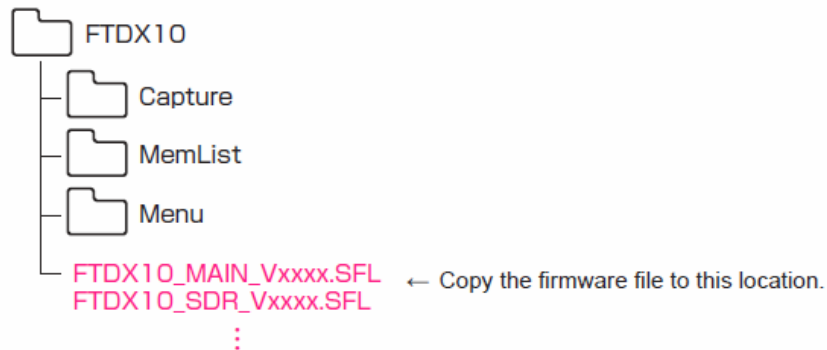 FTDX10
Capture
MemList
Menu
FTDX10_MAIN_Vxxxx.SFL ← Copy the firmware file to this location.
FTDX10_SDR_Vxxxx.SFL
⋮